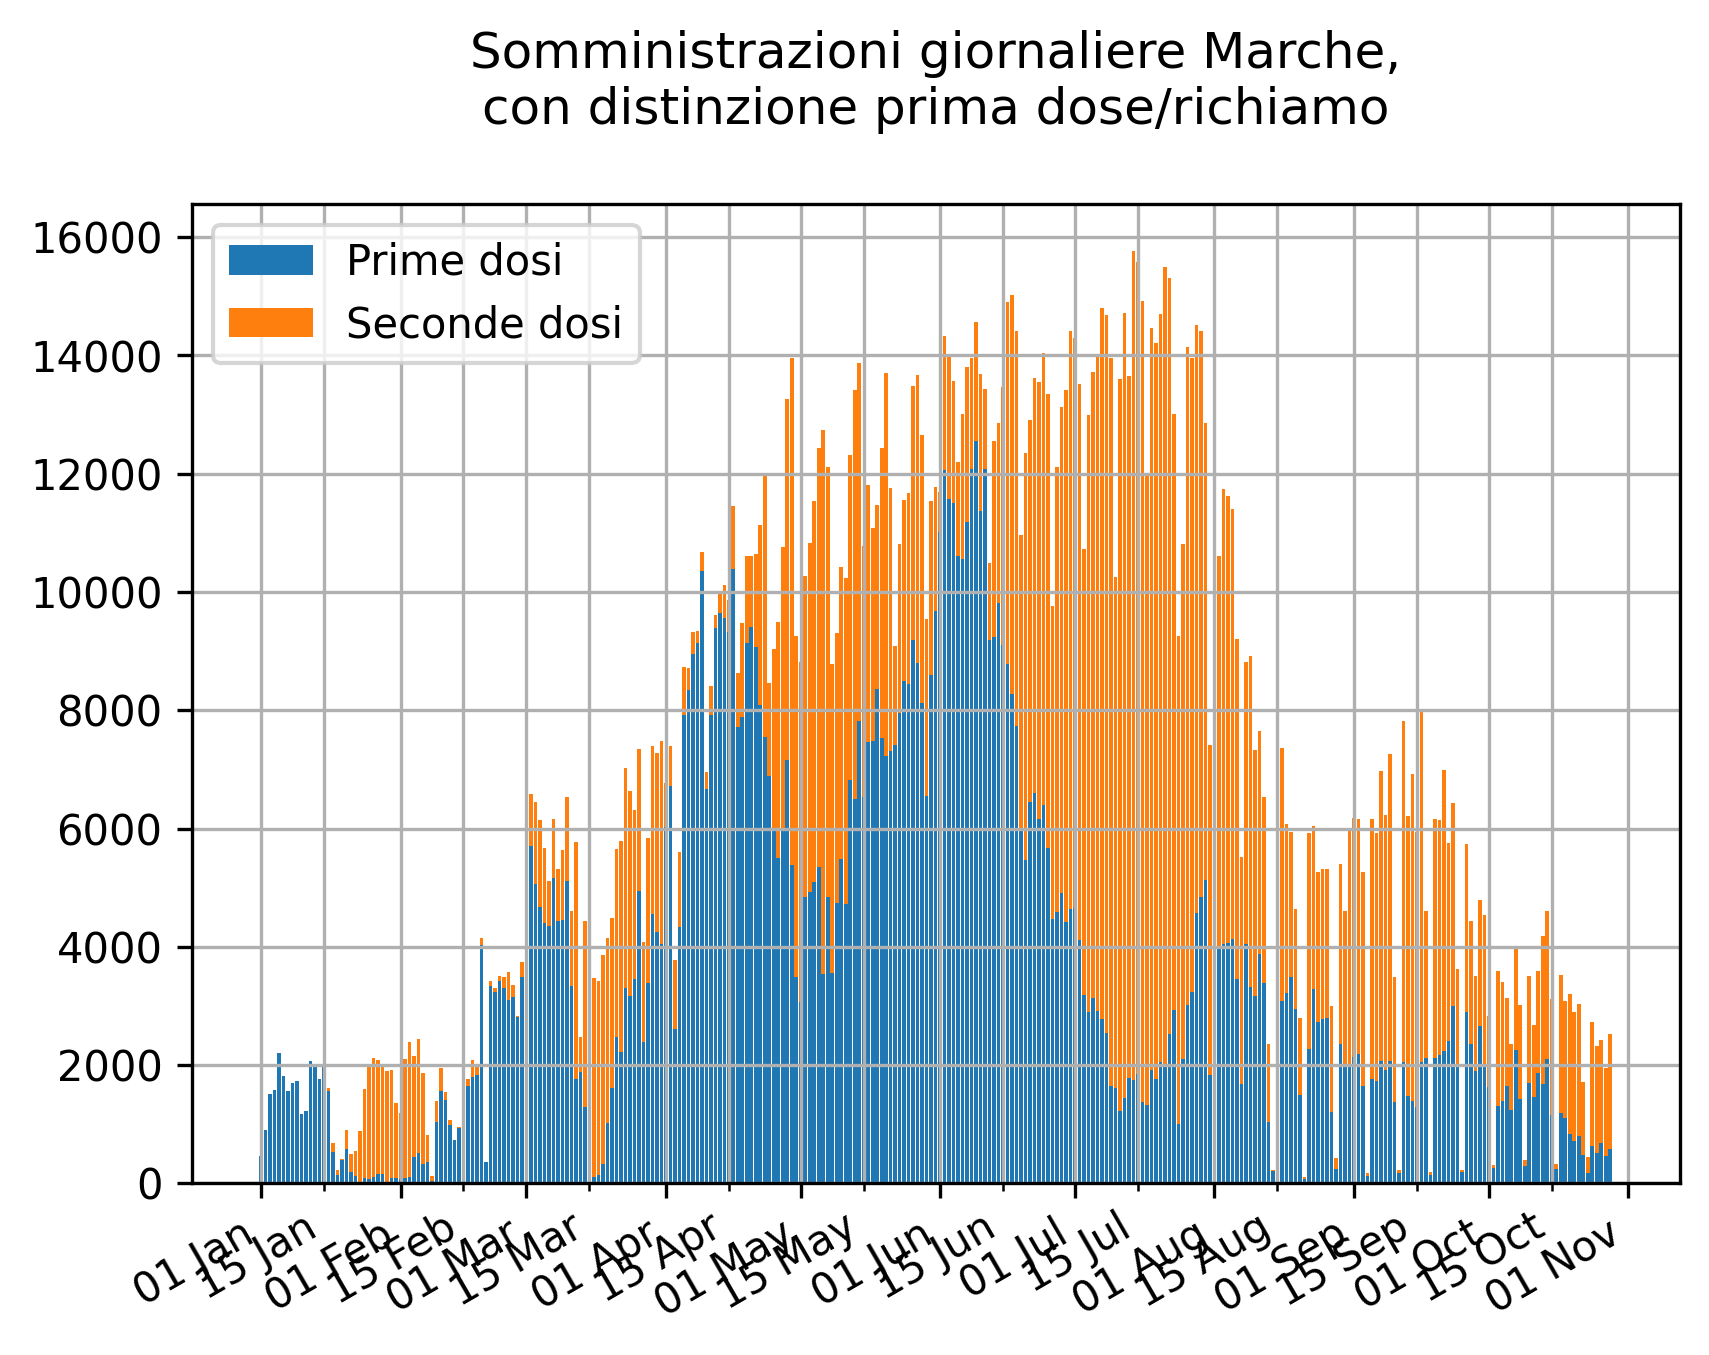 Somministrazioni giornaliere Marche,
con distinzione prima dose/richiamo
16000
14000
12000
10000
8000
6000
4000
2000
0
Prime dosi
Seconde dosi
01 Jan
15 Jan
01 Feb
15 Feb
01 Mar
15 Mar
01 Apr
15 Apr
01 May
15 May
01 Jun
15 Jun
01 Jul
15 Jul
01 Aug
15 Aug
01 Sep
15 Sep
01 Oct
15 Oct
01 Nov